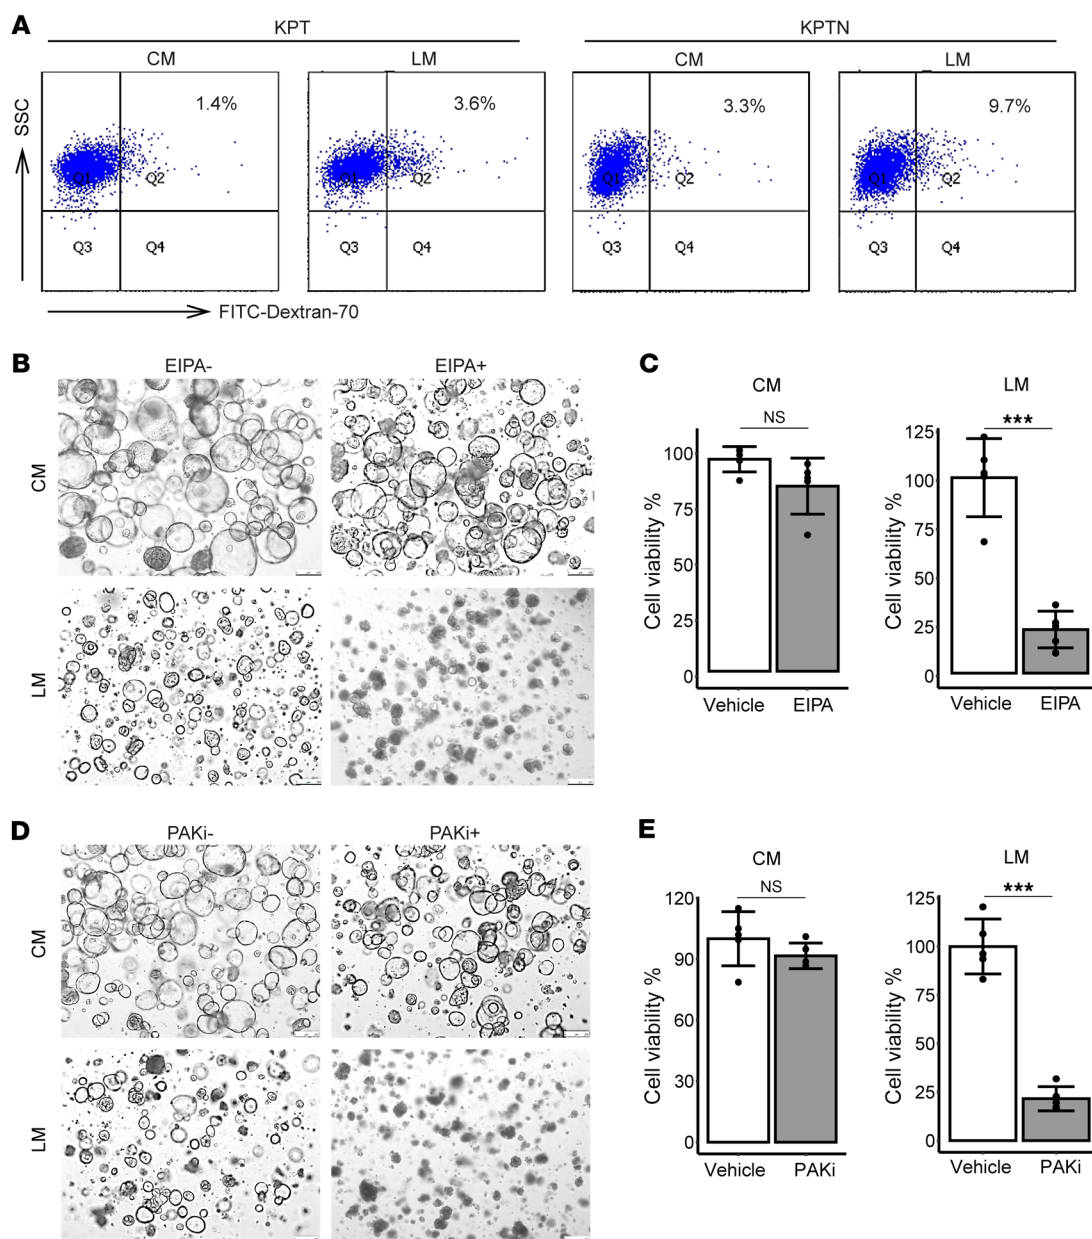 A
KPT
KPTN
CM
LM
CM
LM
SSC
1.4%
3.6%
3.3%
9.7%
Q1
Q2
Q1
Q2
Q1
Q2
Q1
Q2
Q3
Q4
Q3
Q4
Q3
Q4
Q3
Q4
FITC-Dextran-70
B
EIPA-
EIPA+
CM
LM
C
CM
LM
NS
***
Cell viability %
100
75
50
25
0
Vehicle
EIPA
Cell viability %
125
100
75
50
25
0
Vehicle
EIPA
D
PAKi-
PAKi+
CM
LM
E
CM
LM
NS
***
Cell viability %
120
90
60
30
0
Vehicle
PAKi
Cell viability %
125
100
75
50
25
0
Vehicle
PAKi